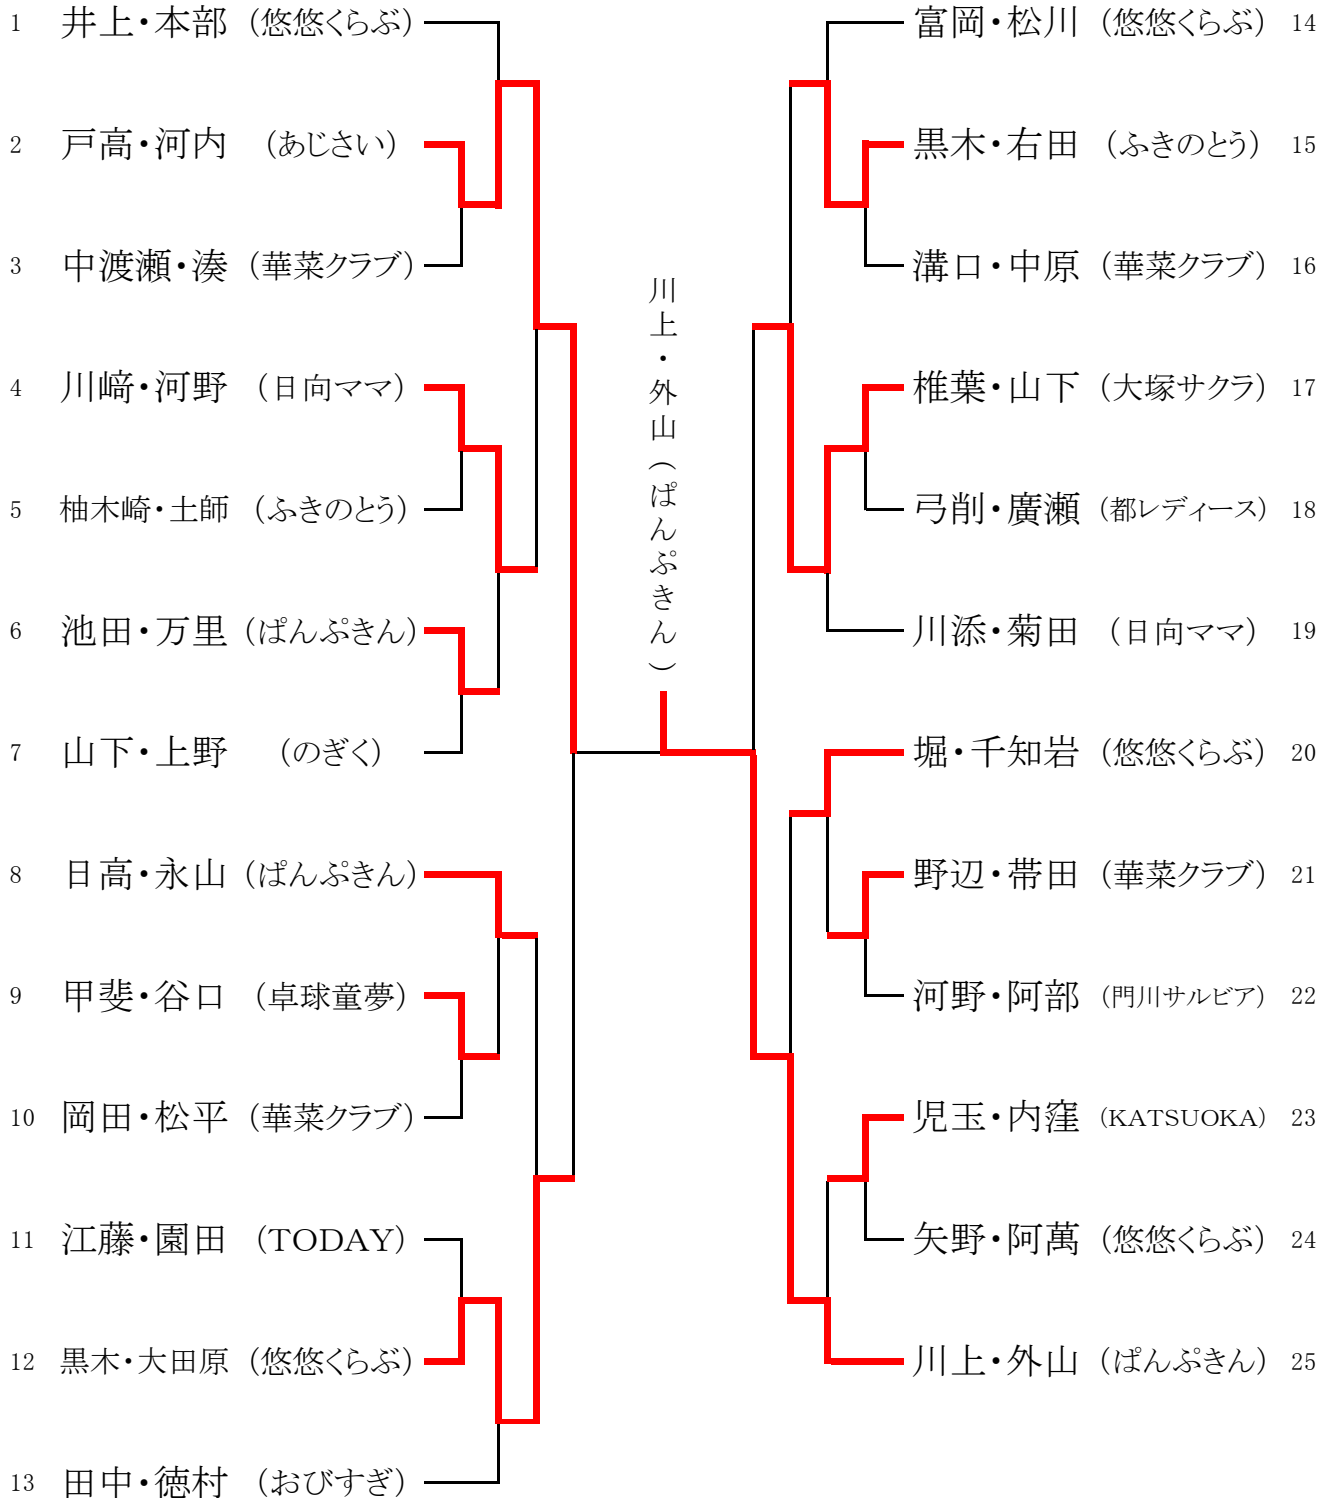 1 井上・本部 (悠悠くらぶ)
2 戸高・河内 (あじさい)
3 中渡瀬・湊 (華菜クラブ)
4 川﨑・河野 (日向ママ)
5 柚木崎・土師 (ふきのとう)
6 池田・万里 (ぱんぷきん)
7 山下・上野 (のぎく)
8 日高・永山 (ぱんぷきん)
9 甲斐・谷口 (卓球童夢)
10 岡田・松平 (華菜クラブ)
11 江藤・園田 (TODAY)
12 黒木・大田原 (悠悠くらぶ)
13 田中・徳村 (おびすぎ)
川上・外山(ぱんぷきん)
富岡・松川 (悠悠くらぶ) 14
黒木・右田 (ふきのとう) 15
溝口・中原 (華菜クラブ) 16
椎葉・山下 (大塚サクラ) 17
弓削・廣瀬 (都レディース) 18
川添・菊田 (日向ママ) 19
堀・千知岩 (悠悠くらぶ) 20
野辺・帯田 (華菜クラブ) 21
河野・阿部 (門川サルビア) 22
児玉・内窪 (KATSUOKA) 23
矢野・阿萬 (悠悠くらぶ) 24
川上・外山 (ぱんぷきん) 25